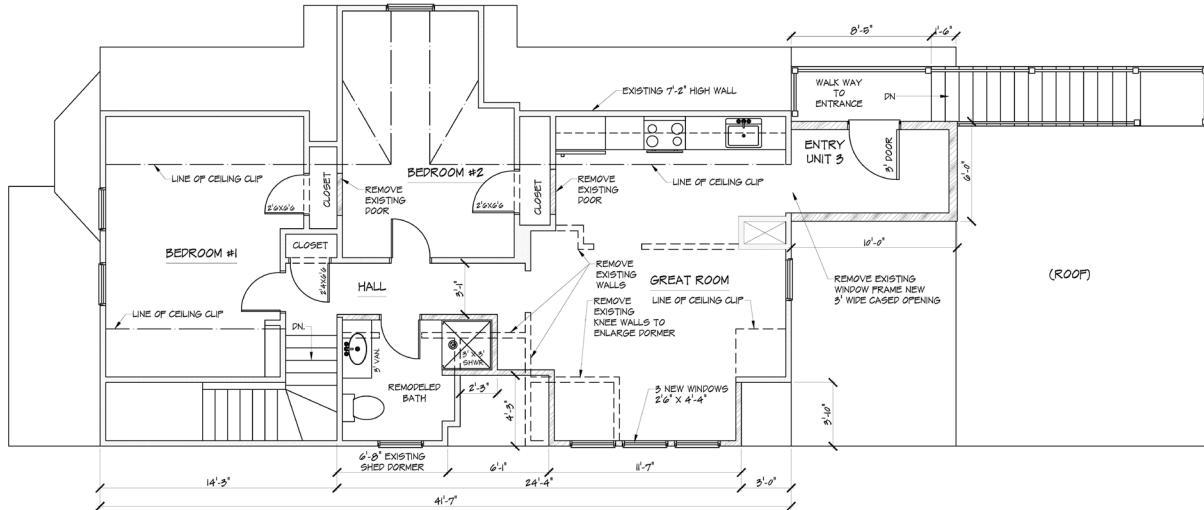 8'-5"
1'-6"
WALK WAY
TO
ENTRANCE
DN
EXISTING 7'-2" HIGH WALL
ENTRY
UNIT 3
3' DOOR
6'-0"
LINE OF CEILING CLIP
BEDROOM #2
LINE OF CEILING CLIP
2'6"X6'6"
CLOSET
REMOVE
EXISTING
DOOR
2'6"X6'6"
CLOSET
REMOVE
EXISTING
DOOR
BEDROOM #1
CLOSET
2'4"X6'6"
HALL
3'-1"
REMOVE
EXISTING
WALLS
GREAT ROOM
10'-0"
REMOVE EXISTING
WINDOW FRAME NEW
3' WIDE CASED OPENING
(ROOF)
LINE OF CEILING CLIP
DN.
REMOVE
EXISTING
KNEE WALLS TO
ENLARGE DORMER
LINE OF CEILING CLIP
3' VAN.
3' X 3'
SHWR
REMODELED
BATH
2'-3"
4'-3"
3 NEW WINDOWS
2'6" X 4'-4"
3'-10"
6'-8" EXISTING
SHED DORMER
6'-1"
11'-7"
14'-3"
24'-4"
3'-0"
41'-7"